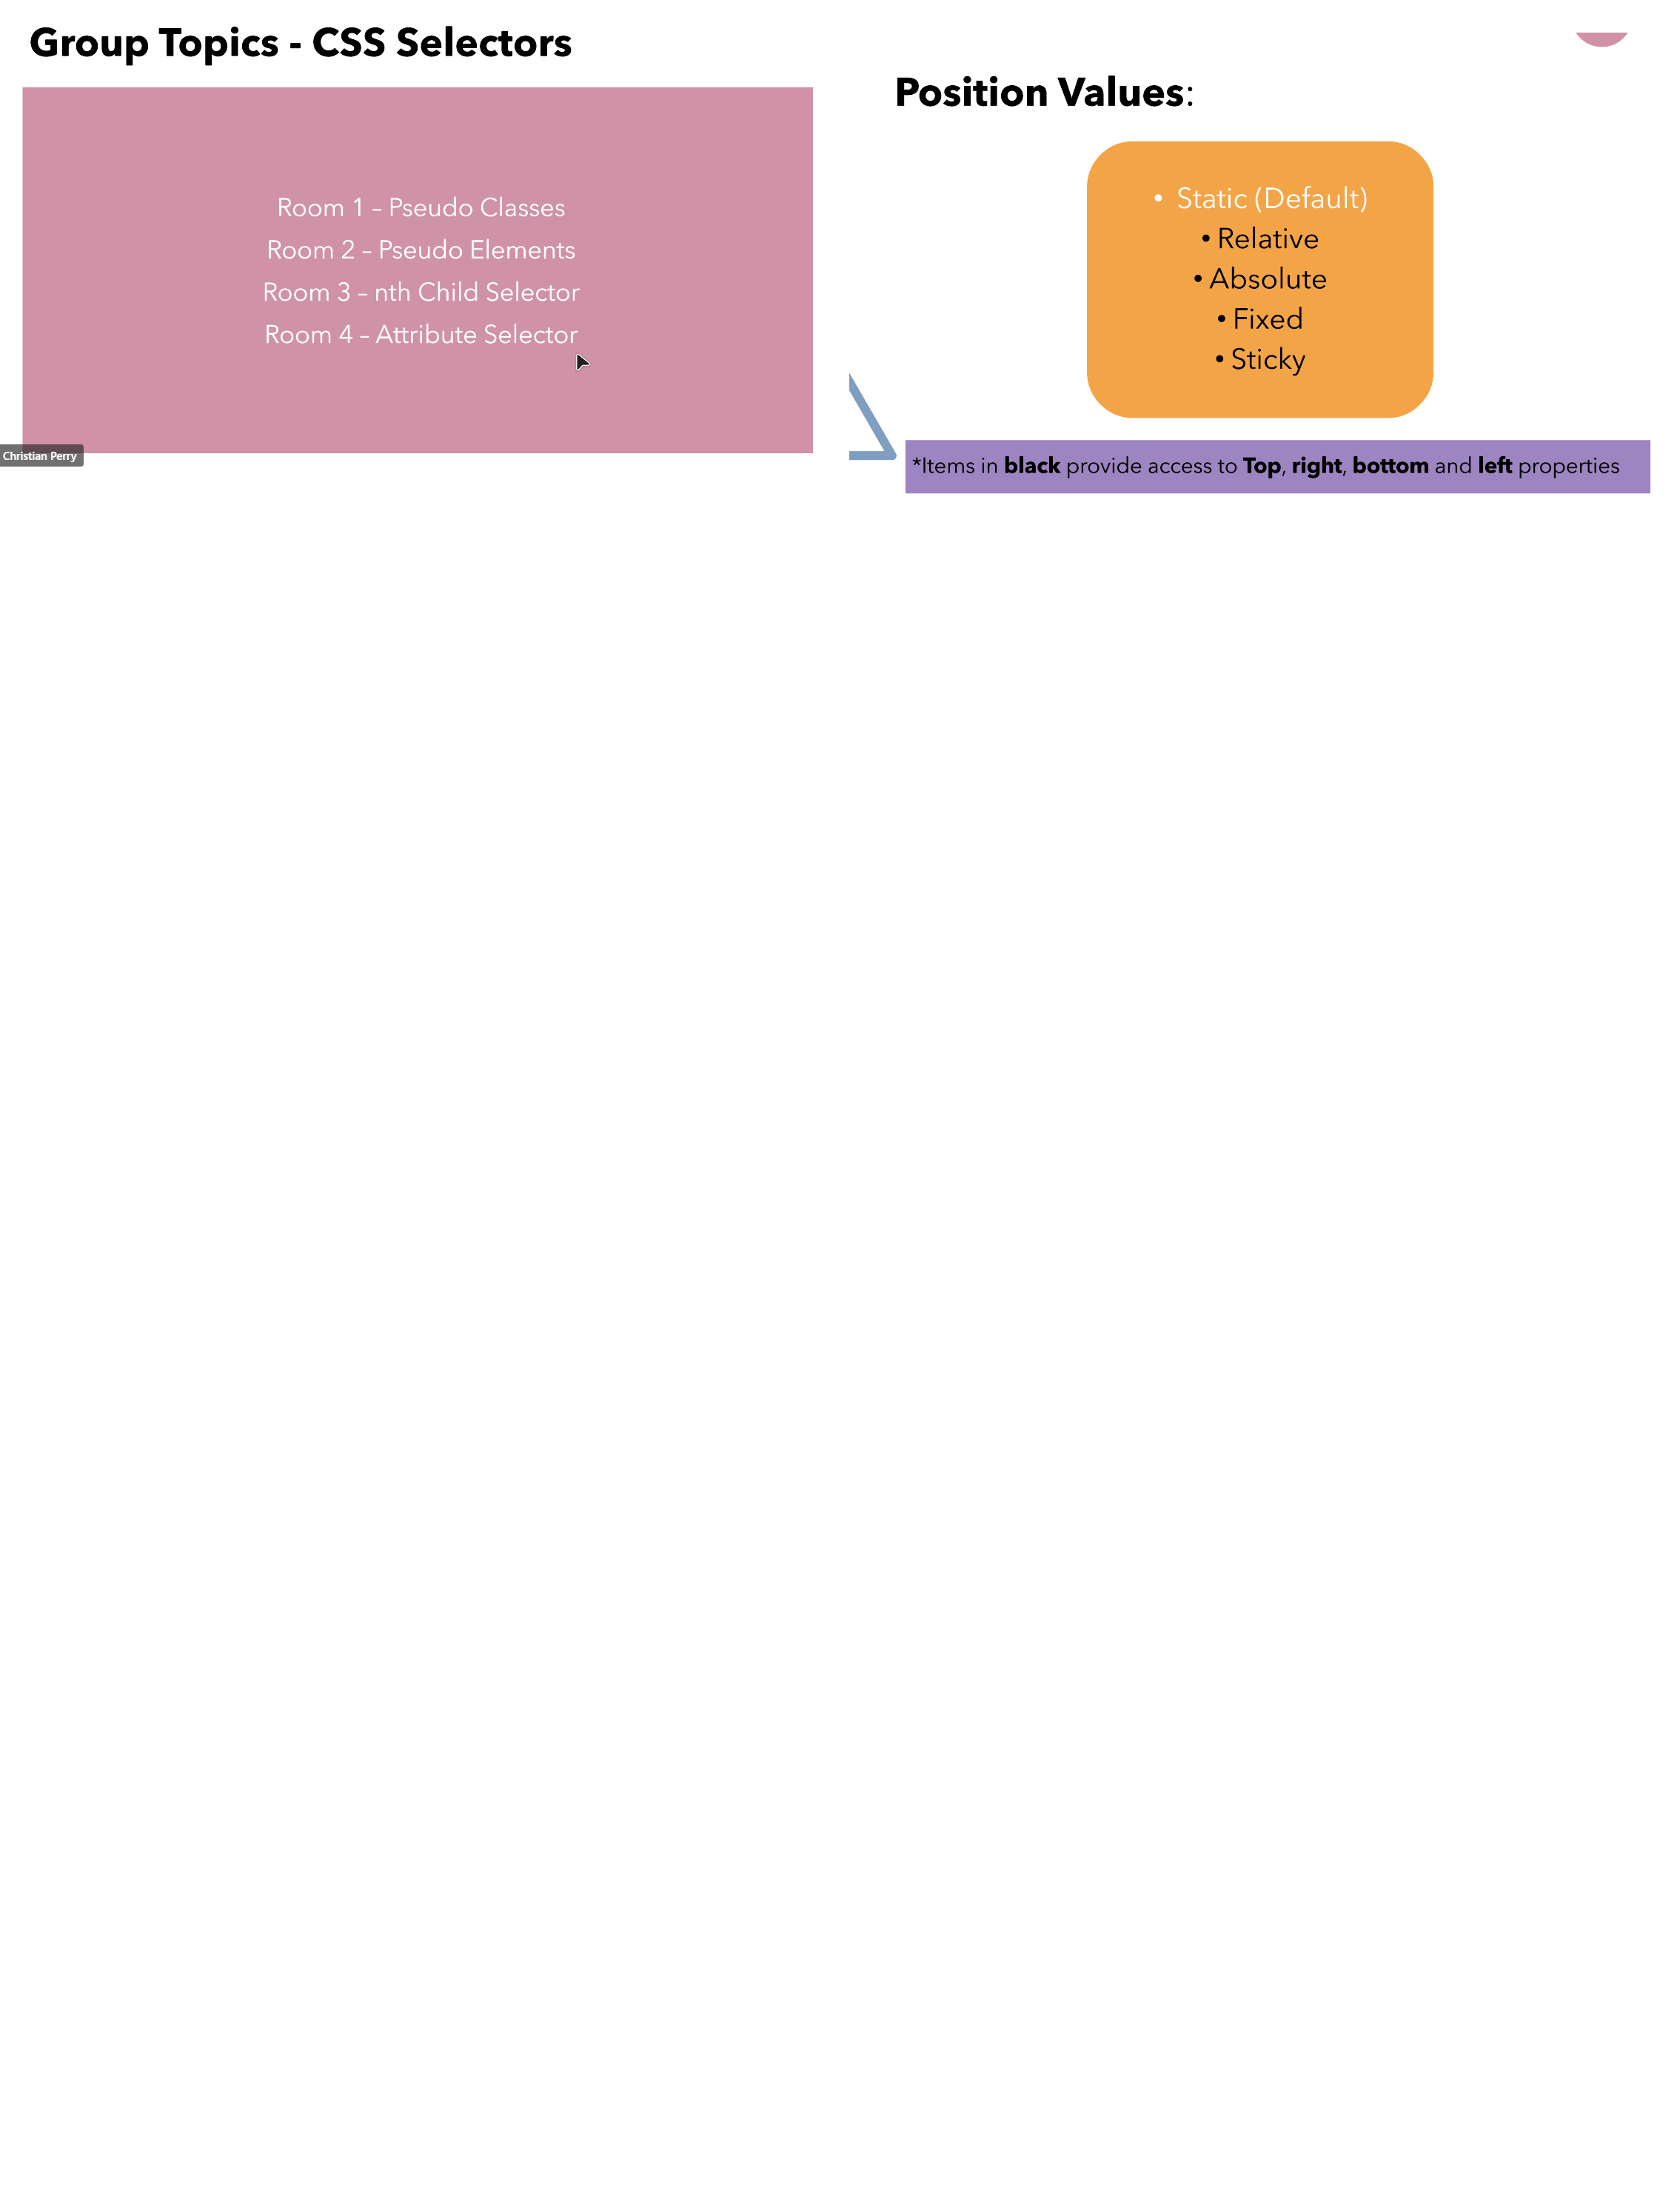 Group Topics - CSS Selectors
Room 1 – Pseudo Classes
Room 2 – Pseudo Elements
Room 3 – nth Child Selector
Room 4 – Attribute Selector
Christian Perry
Position Values:
• Static (Default)
• Relative
• Absolute
• Fixed
• Sticky
*Items in black provide access to Top, right, bottom and left properties